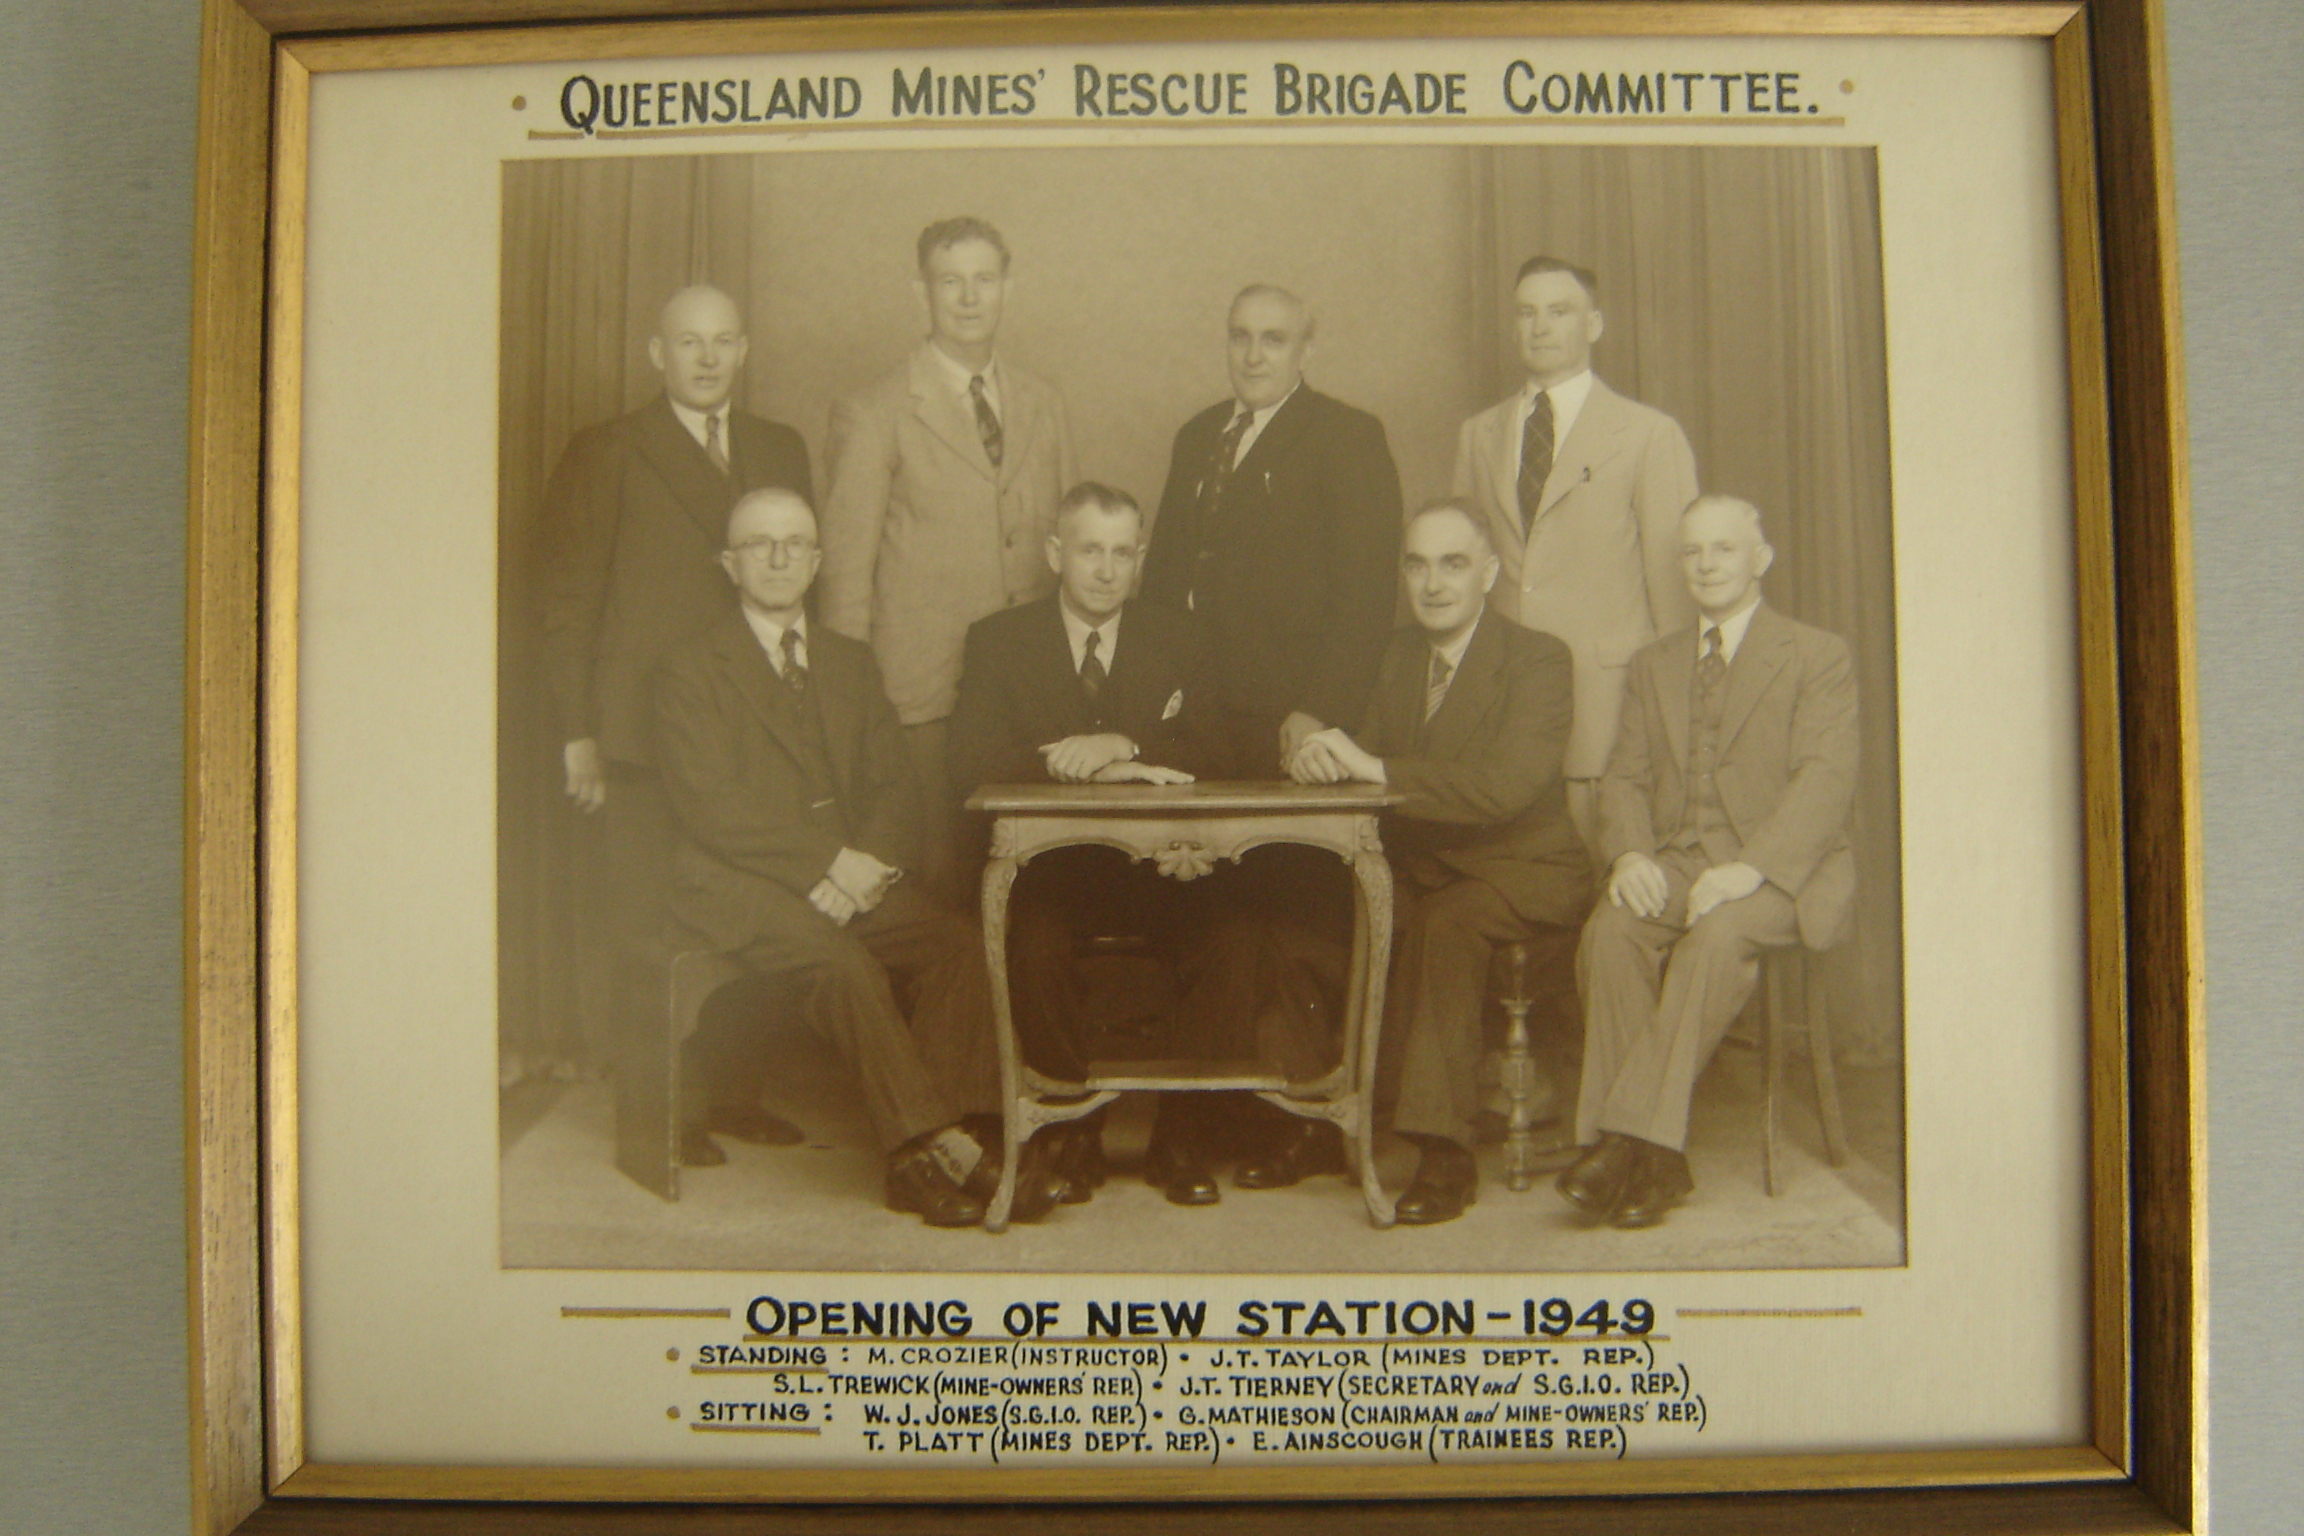 • QUEENSLAND MINES' RESCUE BRIGADE COMMITTEE. •
OPENING OF NEW STATION - 1949
• STANDING : M. CROZIER (INSTRUCTOR) • J.T. TAYLOR (MINES DEPT. REP.)
S.L. TREWICK (MINE-OWNERS' REP.) • J.T. TIERNEY (SECRETARY and S.G.I.O. REP.)
• SITTING : W. J. JONES (S.G.I.O. REP.) • G. MATHIESON (CHAIRMAN and MINE-OWNERS' REP.)
T. PLATT (MINES DEPT. REP.) • E. AINSCOUGH (TRAINEES REP.)